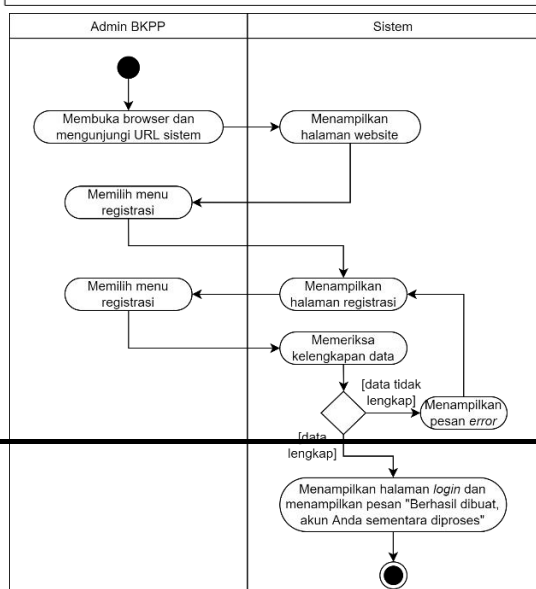 Admin BKPP
Sistem
Membuka browser dan
mengunjungi URL sistem
Menampilkan
halaman website
Memilih menu
registrasi
Memilih menu
registrasi
Menampilkan
halaman registrasi
Memeriksa
kelengkapan data
[data tidak
lengkap]
Menampilkan
pesan error
[data
lengkap]
Menampilkan halaman login dan
menampilkan pesan "Berhasil dibuat,
akun Anda sementara diproses"